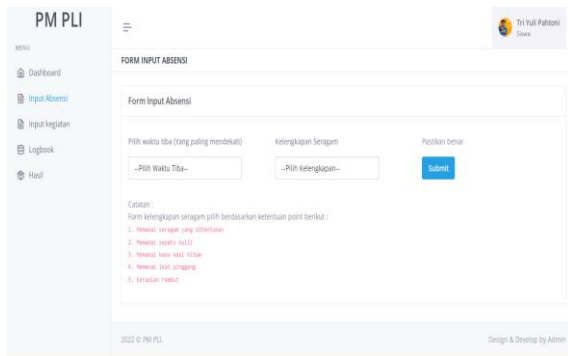 PM PLI
Tri Yuli Pahtoni
Siswa
MENU
FORM INPUT ABSENSI
Dashboard
Input Absensi
Input kegiatan
Logbook
Hasil
Form Input Absensi
Pilih waktu tiba (Yang paling mendekati)
Kelengkapan Seragam
Pastikan benar
--Pilih Waktu Tiba--
--Pilih Kelengkapan--
Submit
Catatan :
Form kelengkapan seragam pilih berdasarkan ketentuan point berikut :
1. Memakai seragam yang ditentukan
2. Memakai sepatu kulit
3. Memakai kaos kaki hitam
4. Memakai ikat pinggang
5. Kerapian rambut
2022 © PM PLI.
Design & Develop by Admin